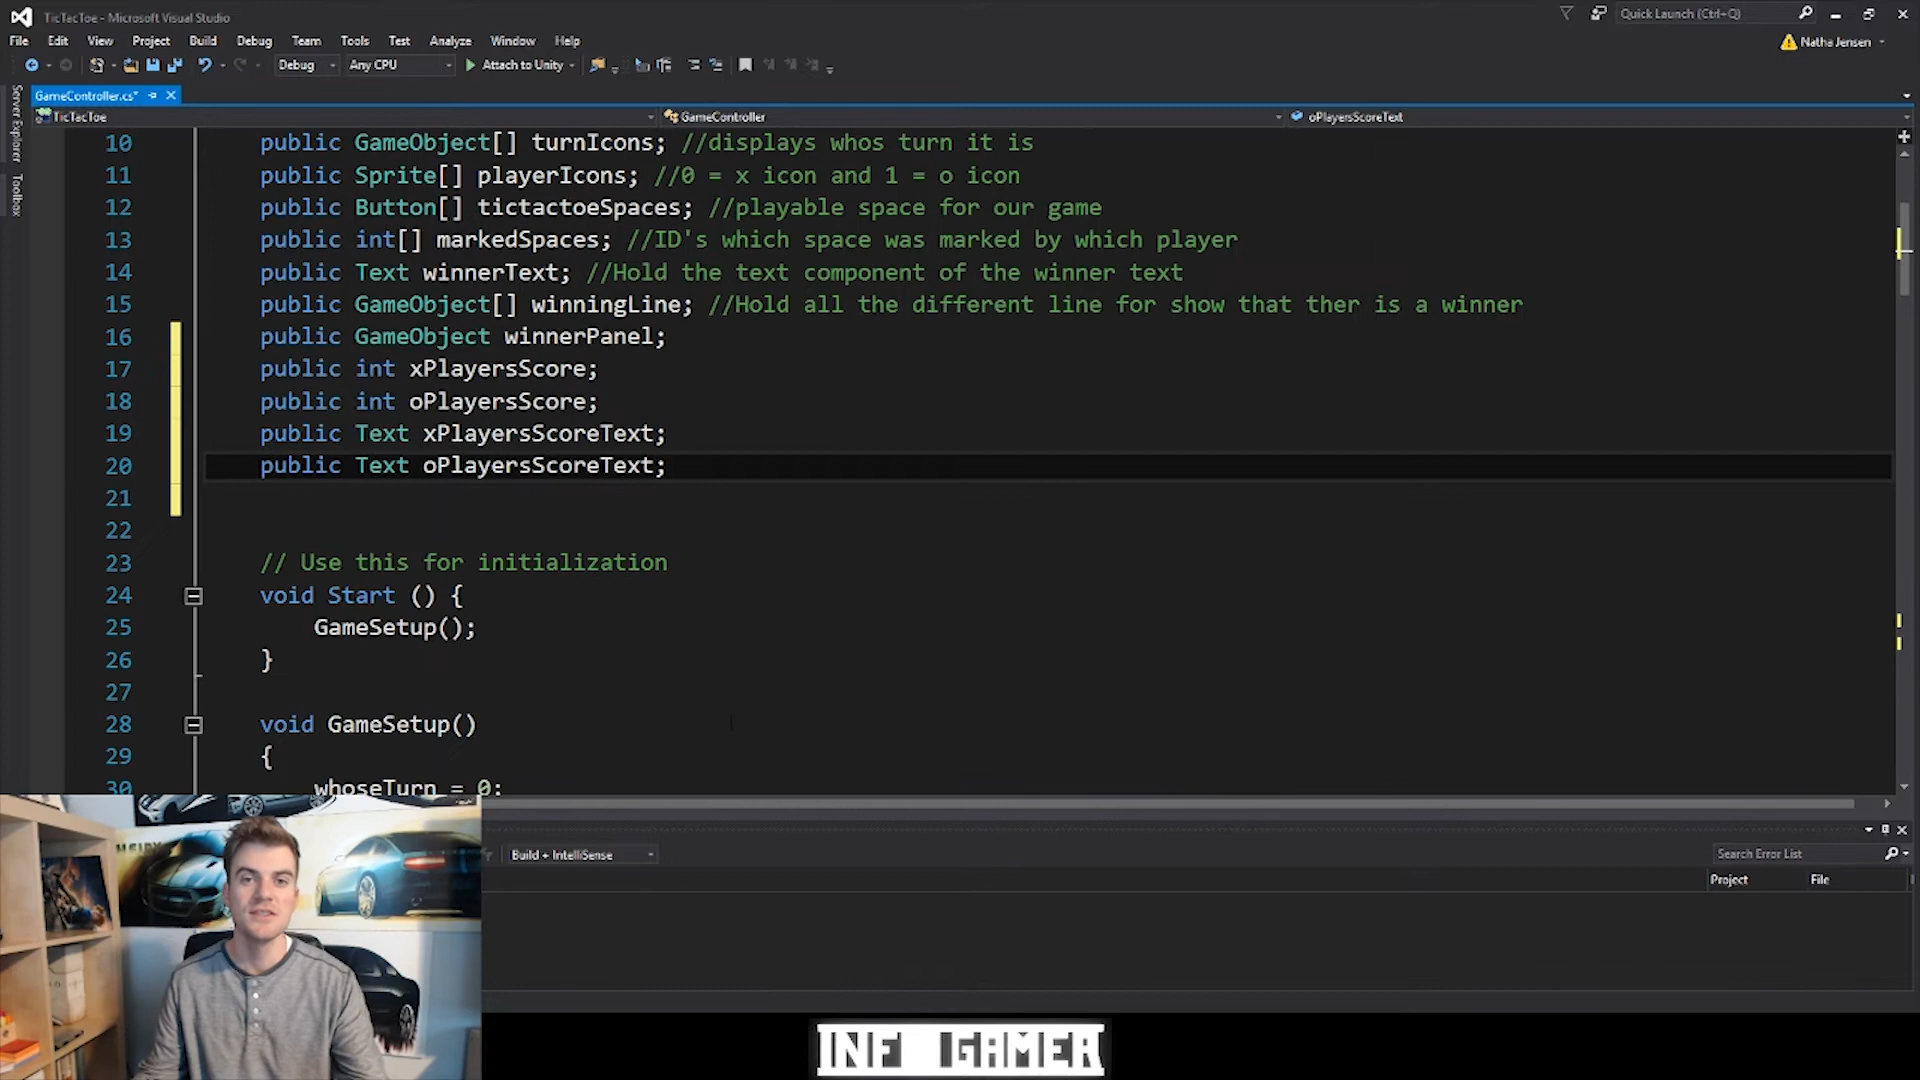 TicTacToe - Microsoft Visual Studio
Quick Launch (Ctrl+Q)
File Edit View Project Build Debug Team Tools Test Analyze Window Help
Natha Jensen
Debug Any CPU Attach to Unity
GameController.cs*
TicTacToe GameController oPlayersScoreText
Server Explorer
Toolbox
10 public GameObject[] turnIcons; //displays whos turn it is
11 public Sprite[] playerIcons; //0 = x icon and 1 = o icon
12 public Button[] tictactoeSpaces; //playable space for our game
13 public int[] markedSpaces; //ID's which space was marked by which player
14 public Text winnerText; //Hold the text component of the winner text
15 public GameObject[] winningLine; //Hold all the different line for show that ther is a winner
16 public GameObject winnerPanel;
17 public int xPlayersScore;
18 public int oPlayersScore;
19 public Text xPlayersScoreText;
20 public Text oPlayersScoreText;
21
22
23 // Use this for initialization
24 void Start () {
25 GameSetup();
26 }
27
28 void GameSetup()
29 {
30 whoseTurn = 0;
Build + IntelliSense
Search Error List
Project File
INF GAMER